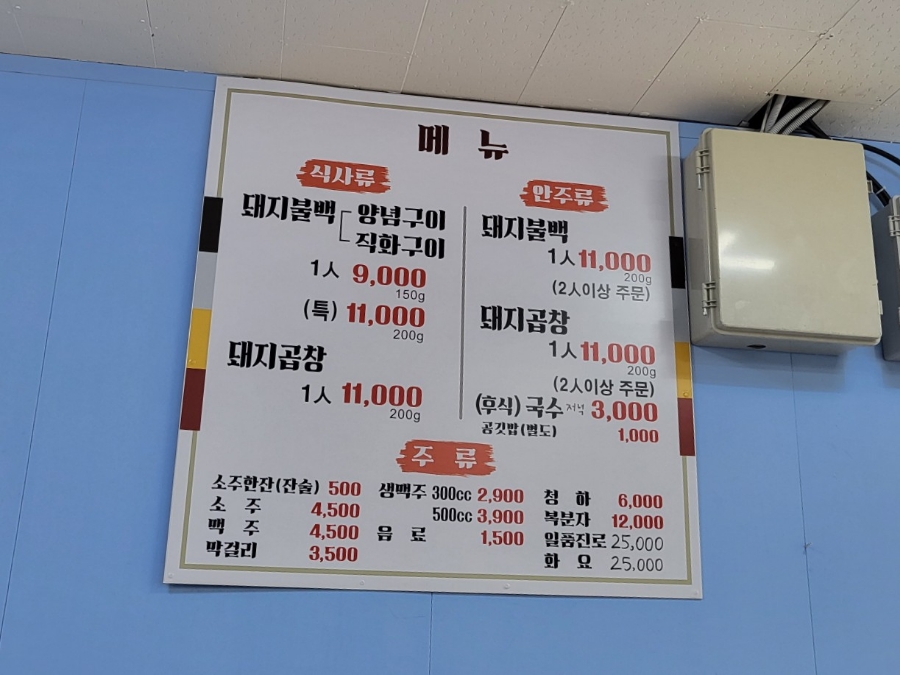 메 뉴
식사류
돼지불백 양념구이
직화구이
1人 9,000
150g
(특) 11,000
200g
돼지곱창
1人 11,000
200g
안주류
돼지불백
1人 11,000
200g
(2人이상 주문)
돼지곱창
1人 11,000
200g
(2人이상 주문)
(후식) 국수 저녁 3,000
공깃밥(별도) 1,000
주 류
소주한잔(잔술) 500
소 주 4,500
맥 주 4,500
막걸리 3,500
생맥주 300cc 2,900
500cc 3,900
음 료 1,500
청 하 6,000
복분자 12,000
일품진로 25,000
화 요 25,000